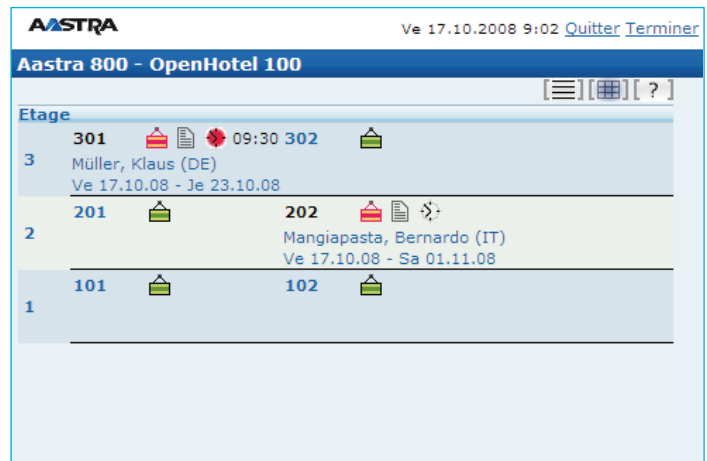 AASTRA Ve 17.10.2008 9:02 Quitter Terminer
Aastra 800 - OpenHotel 100
[ ? ]
Etage
301 09:30 302
3
Müller, Klaus (DE)
Ve 17.10.08 - Je 23.10.08
201 202
2
Mangiapasta, Bernardo (IT)
Ve 17.10.08 - Sa 01.11.08
101 102
1